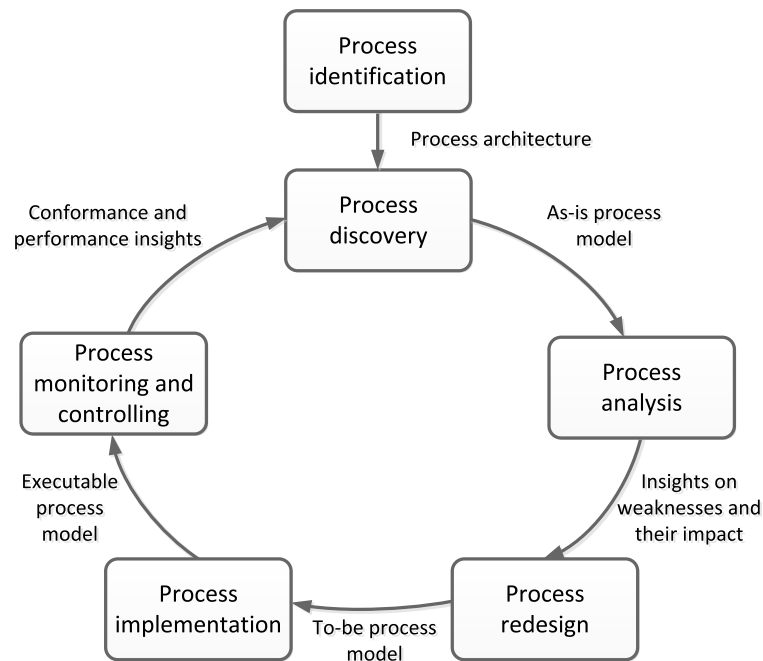 Process
identification
Process architecture
Process
discovery
Conformance and
performance insights
As-is process
model
Process
monitoring and
controlling
Process
analysis
Executable
process
model
Insights on
weaknesses and
their impact
Process
implementation
To-be process
model
Process
redesign